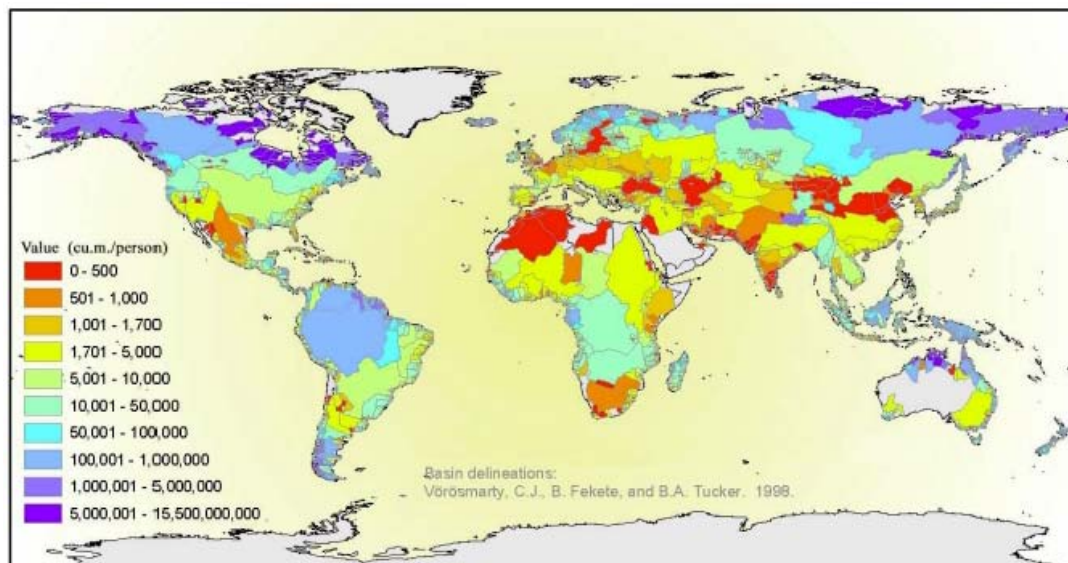 Value (cu.m./person)
0 - 500
501 - 1,000
1,001 - 1,700
1,701 - 5,000
5,001 - 10,000
10,001 - 50,000
50,001 - 100,000
100,001 - 1,000,000
1,000,001 - 5,000,000
5,000,001 - 15,500,000,000
Basin delineations:
Vörösmarty, C.J., B. Fekete, and B.A. Tucker. 1998.